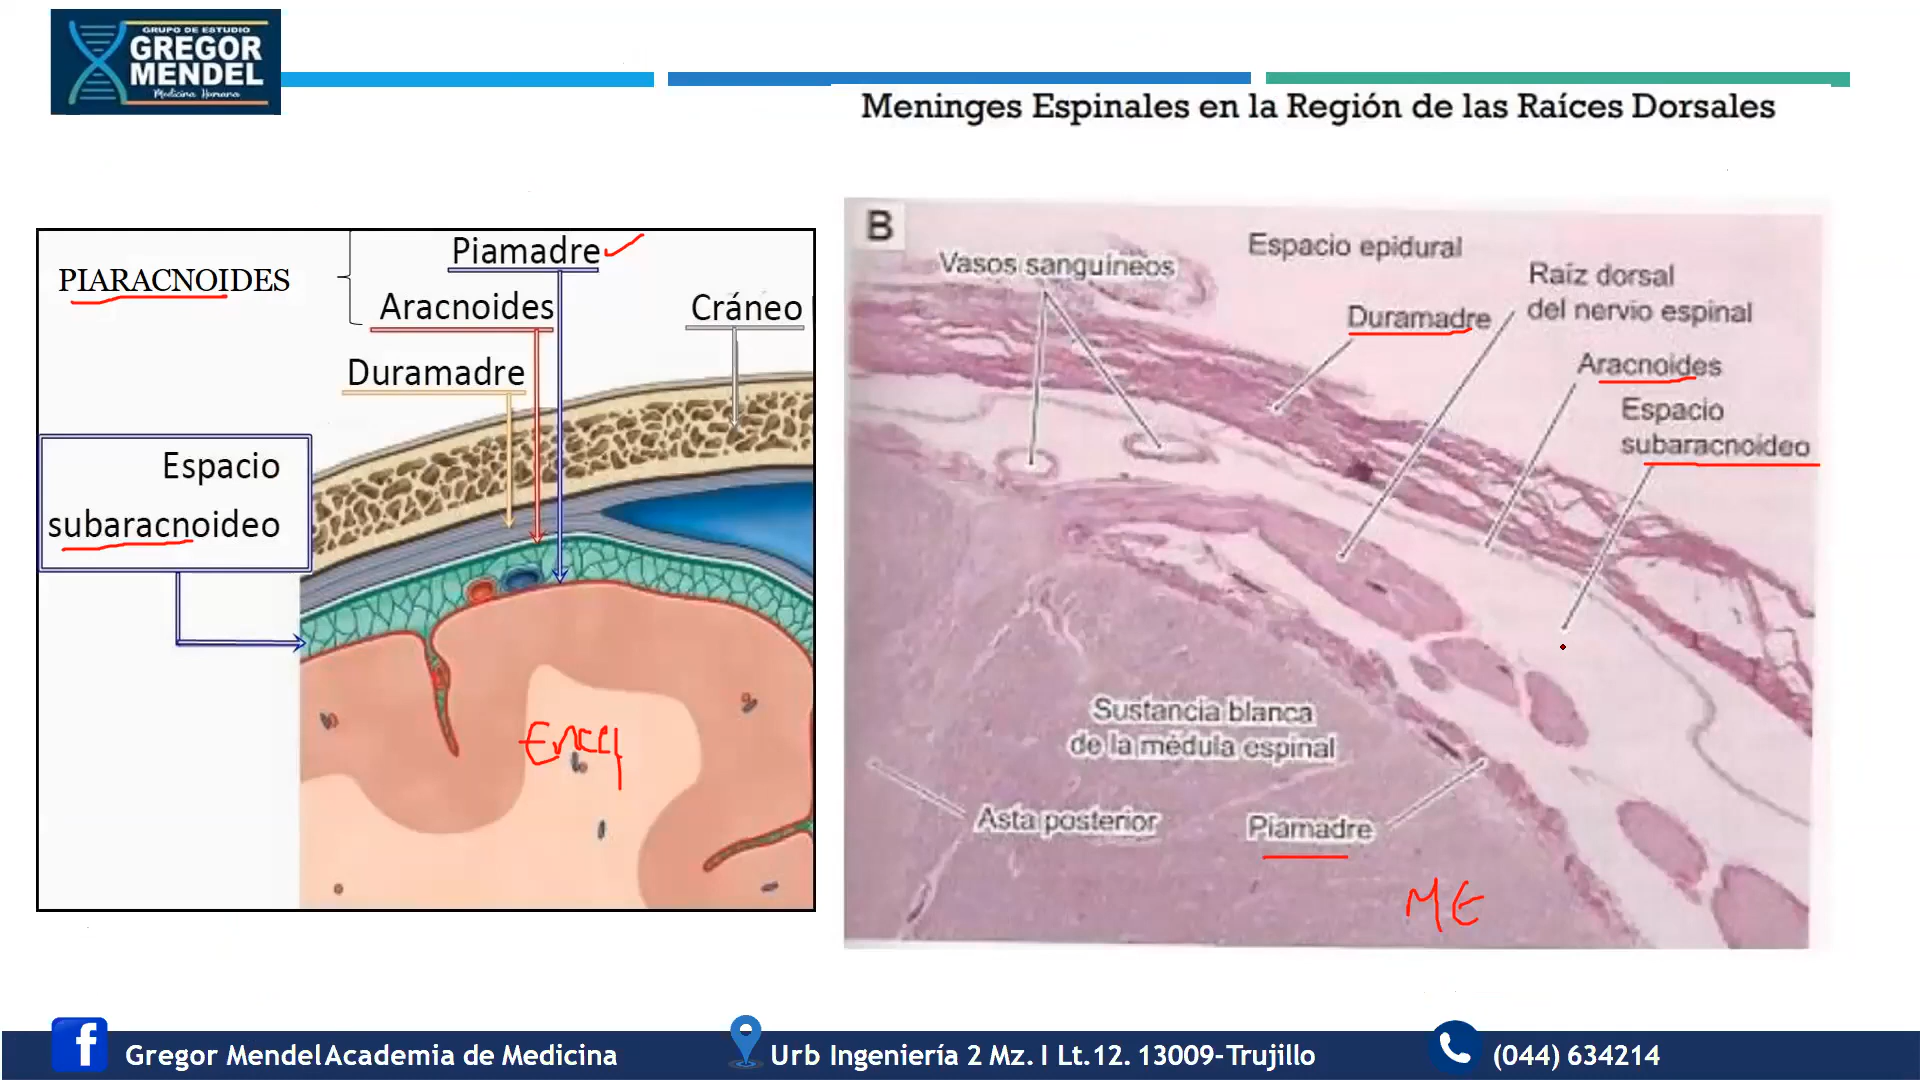 GRUPO DE ESTUDIO
GREGOR
MENDEL
Medicina Humana
Meninges Espinales en la Región de las Raíces Dorsales
PIARACNOIDES
Piamadre
Aracnoides
Cráneo
Duramadre
Espacio
subaracnoideo
B
Vasos sanguíneos
Espacio epidural
Raíz dorsal
del nervio espinal
Duramadre
Aracnoides
Espacio
subaracnoideo
Sustancia blanca
de la médula espinal
Asta posterior
Piamadre
ME
Gregor Mendel Academia de Medicina
Urb Ingeniería 2 Mz. I Lt.12. 13009-Trujillo
(044) 634214